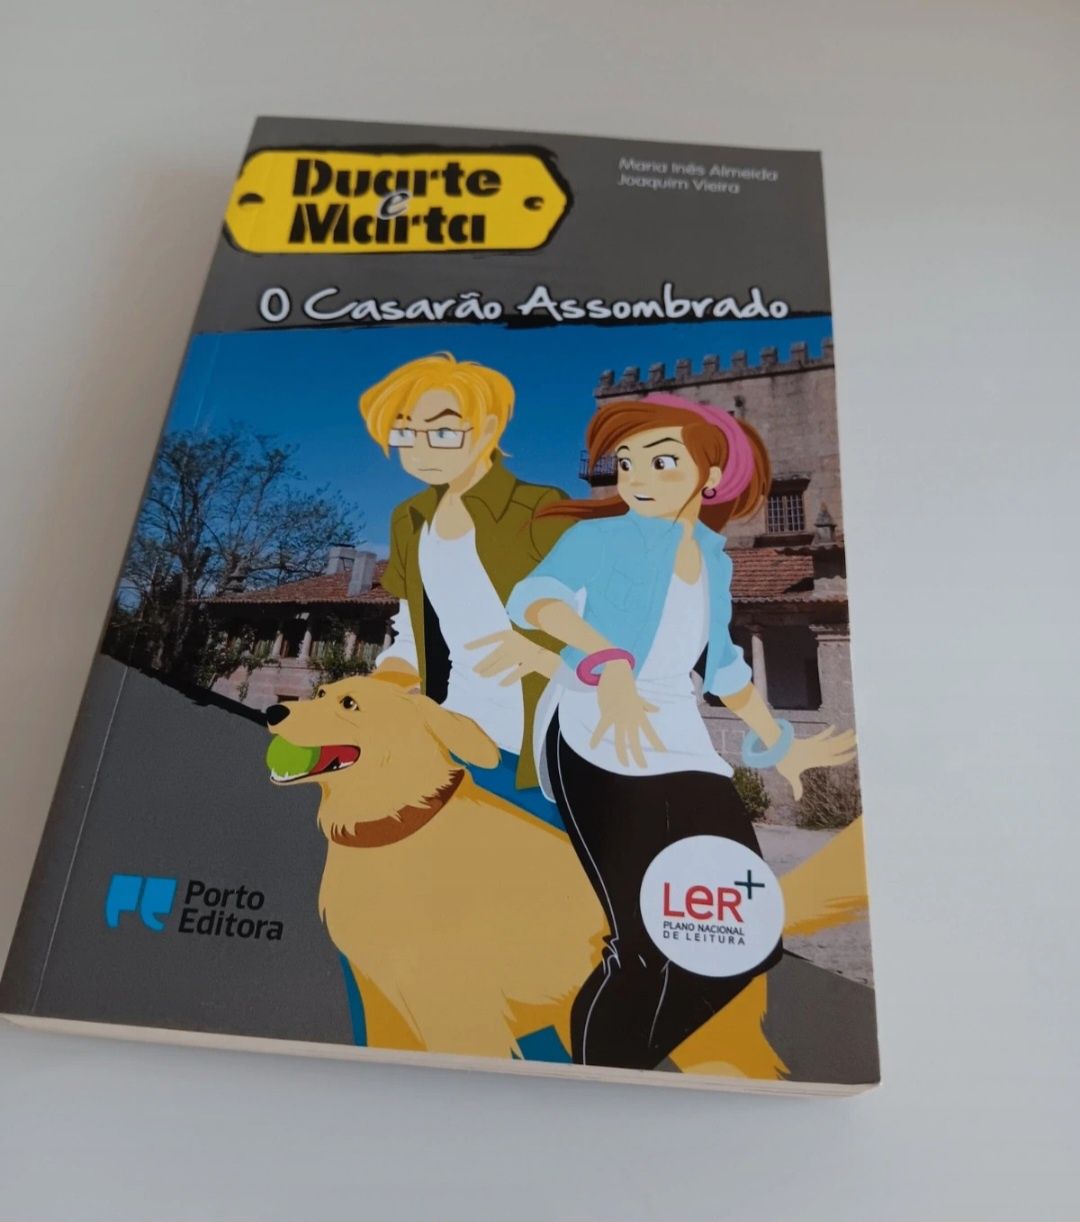 Duarte
e
Marta
Maria Inês Almeida
Joaquim Vieira
O Casarão Assombrado
Porto
Editora
LeR+
PLANO NACIONAL
DE LEITURA